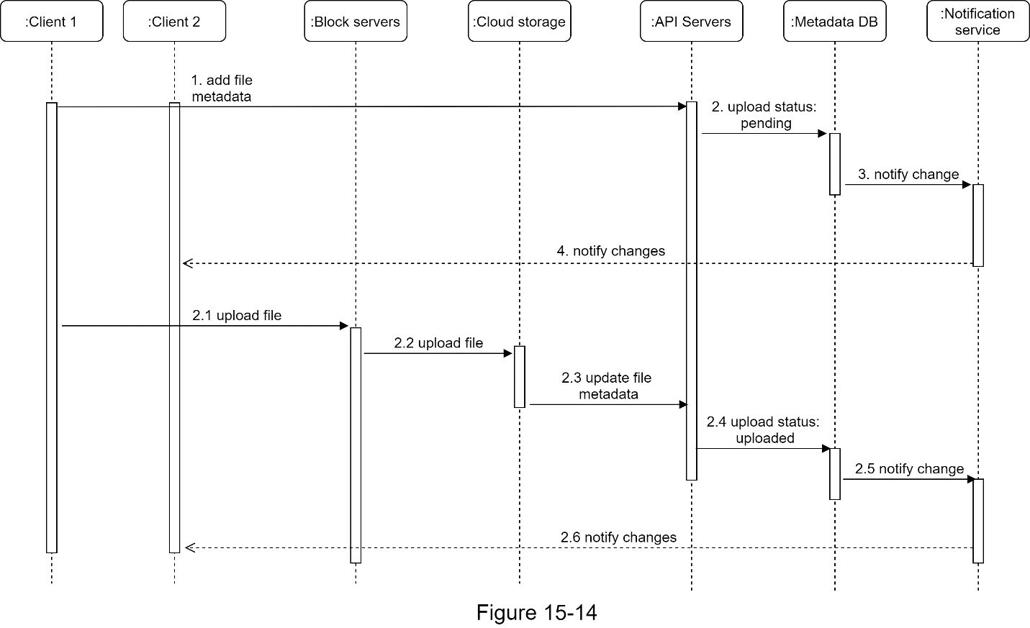 :Client 1
:Client 2
:Block servers
:Cloud storage
:API Servers
:Metadata DB
:Notification
service
1. add file
metadata
2. upload status:
pending
3. notify change
4. notify changes
2.1 upload file
2.2 upload file
2.3 update file
metadata
2.4 upload status:
uploaded
2.5 notify change
2.6 notify changes
Figure 15-14